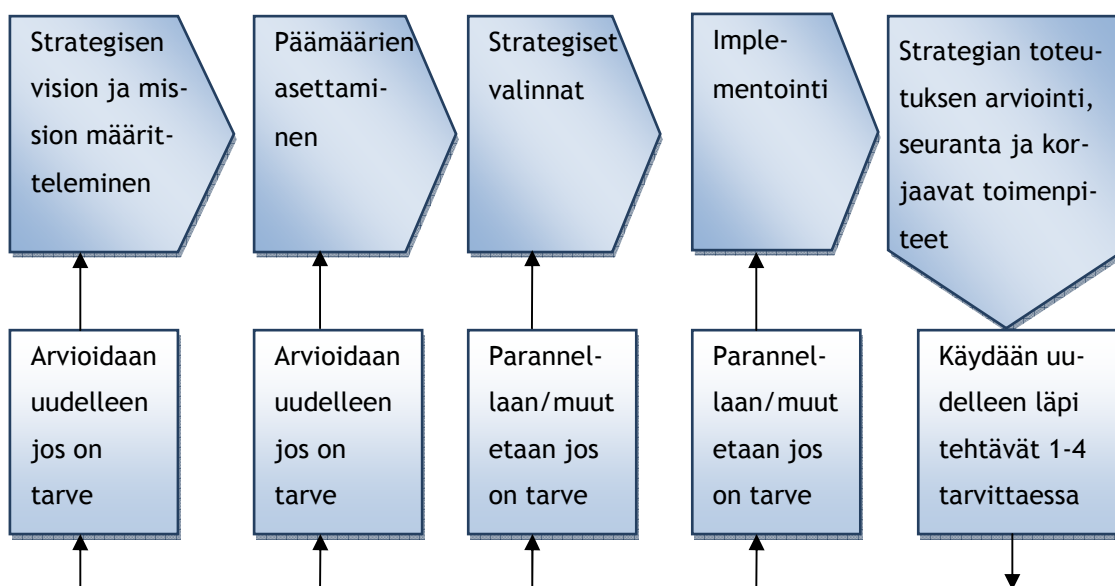 Strategisen
vision ja mis-
sion määrit-
teleminen
Päämäärien
asettami-
nen
Strategiset
valinnat
Imple-
mentointi
Strategian toteu-
tuksen arviointi,
seuranta ja kor-
jaavat toimenpi-
teet
Arvioidaan
uudelleen
jos on
tarve
Arvioidaan
uudelleen
jos on
tarve
Parannel-
laan/muut
etaan jos
on tarve
Parannel-
laan/muut
etaan jos
on tarve
Käydään uu-
delleen läpi
tehtävät 1-4
tarvittaessa